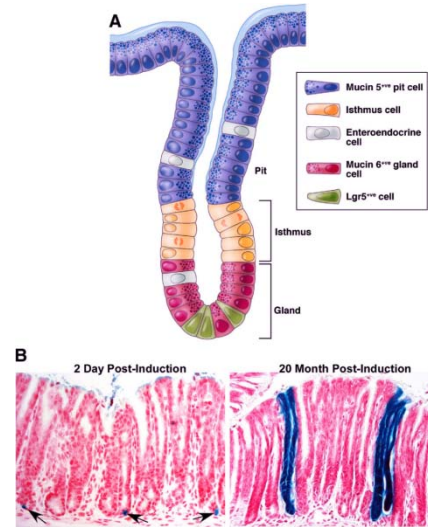 A
Mucin 5+ve pit cell
Isthmus cell
Enteroendocrine
cell
Mucin 6+ve gland
cell
Lgr5+ve cell
Pit
Isthmus
Gland
B
2 Day Post-Induction
20 Month Post-Induction